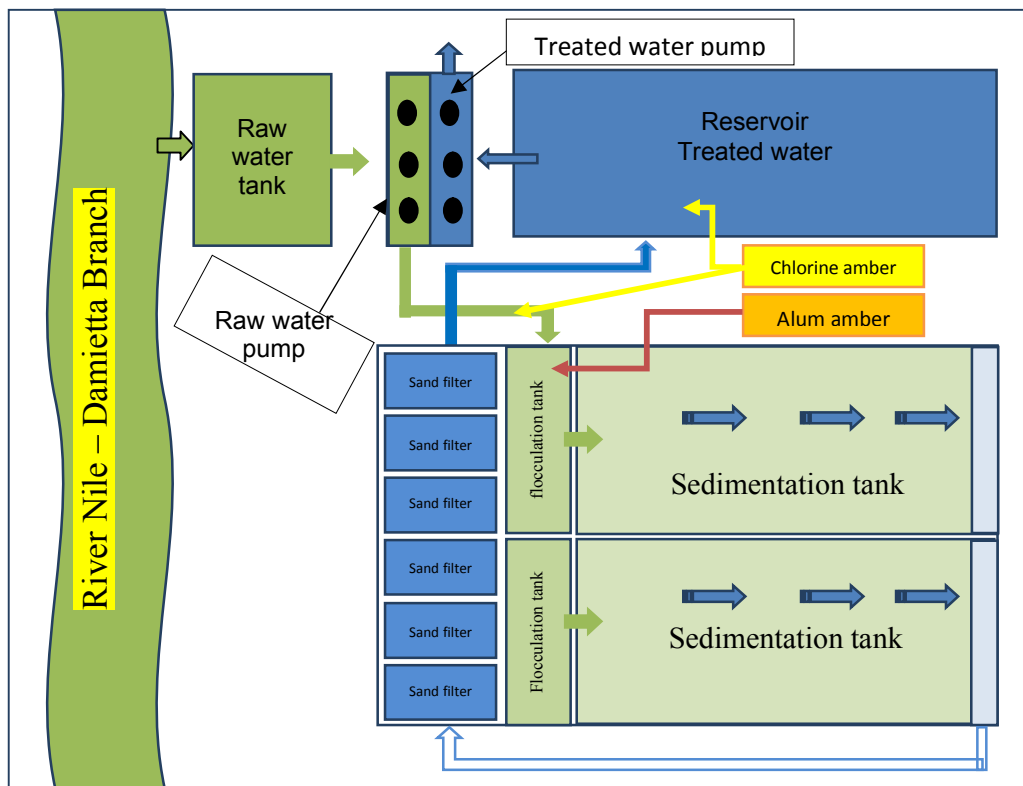 River Nile – Damietta Branch
Raw
water
tank
Treated water pump
Reservoir
Treated water
Raw water
pump
Chlorine amber
Alum amber
Sand filter
Sand filter
Sand filter
Sand filter
Sand filter
Sand filter
flocculation tank
Flocculation tank
Sedimentation tank
Sedimentation tank